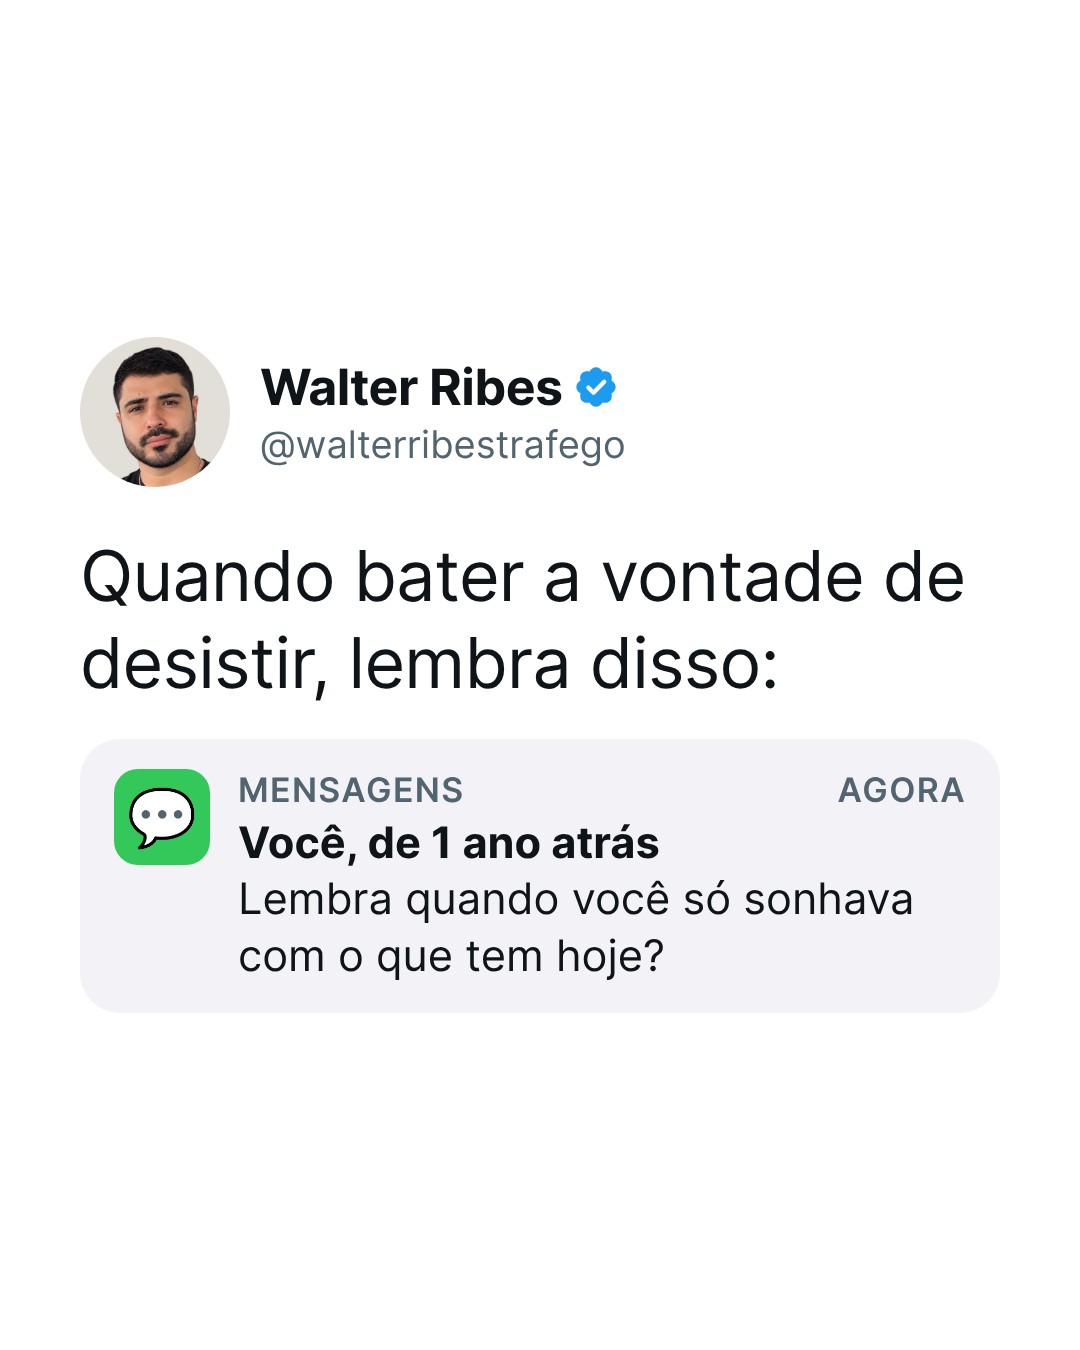 Walter Ribes
@walterribestrafego
Quando bater a vontade de
desistir, lembra disso:
MENSAGENS AGORA
Você, de 1 ano atrás
Lembra quando você só sonhava
com o que tem hoje?